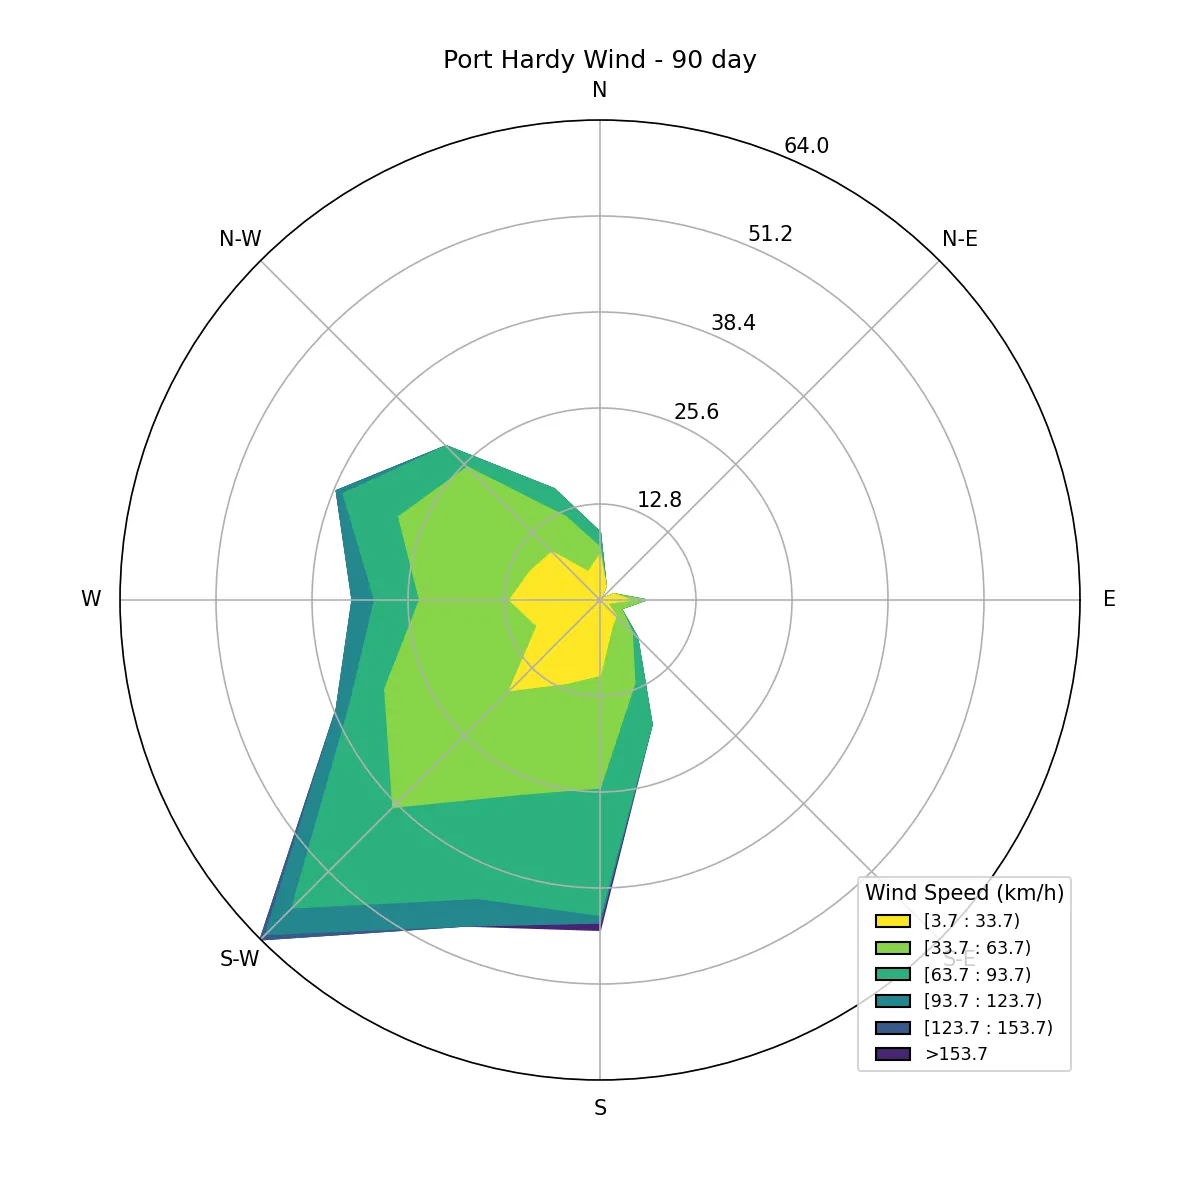 Port Hardy Wind - 90 day
N
64.0
N-W
N-E
51.2
38.4
25.6
12.8
W
E
S-W
S-E
S
Wind Speed (km/h)
[3.7 : 33.7)
[33.7 : 63.7)
[63.7 : 93.7)
[93.7 : 123.7)
[123.7 : 153.7)
>153.7